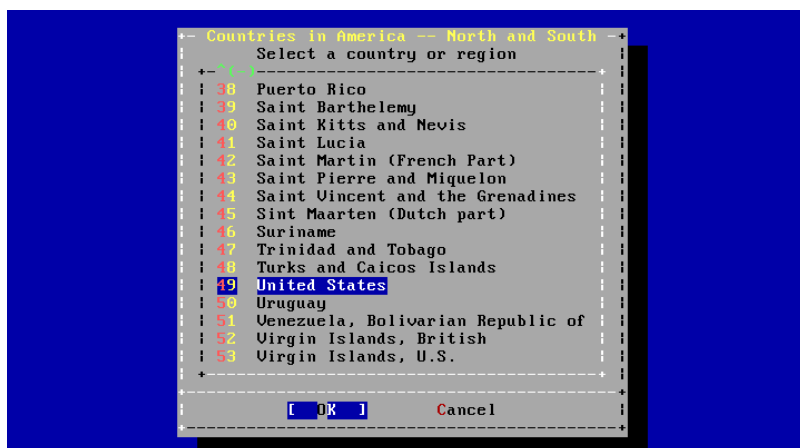 Countries in America -- North and South
Select a country or region
^(-)
38 Puerto Rico
39 Saint Barthelemy
40 Saint Kitts and Nevis
41 Saint Lucia
42 Saint Martin (French Part)
43 Saint Pierre and Miquelon
44 Saint Vincent and the Grenadines
45 Sint Maarten (Dutch part)
46 Suriname
47 Trinidad and Tobago
48 Turks and Caicos Islands
49 United States
50 Uruguay
51 Venezuela, Bolivarian Republic of
52 Virgin Islands, British
53 Virgin Islands, U.S.
[ OK ] Cancel